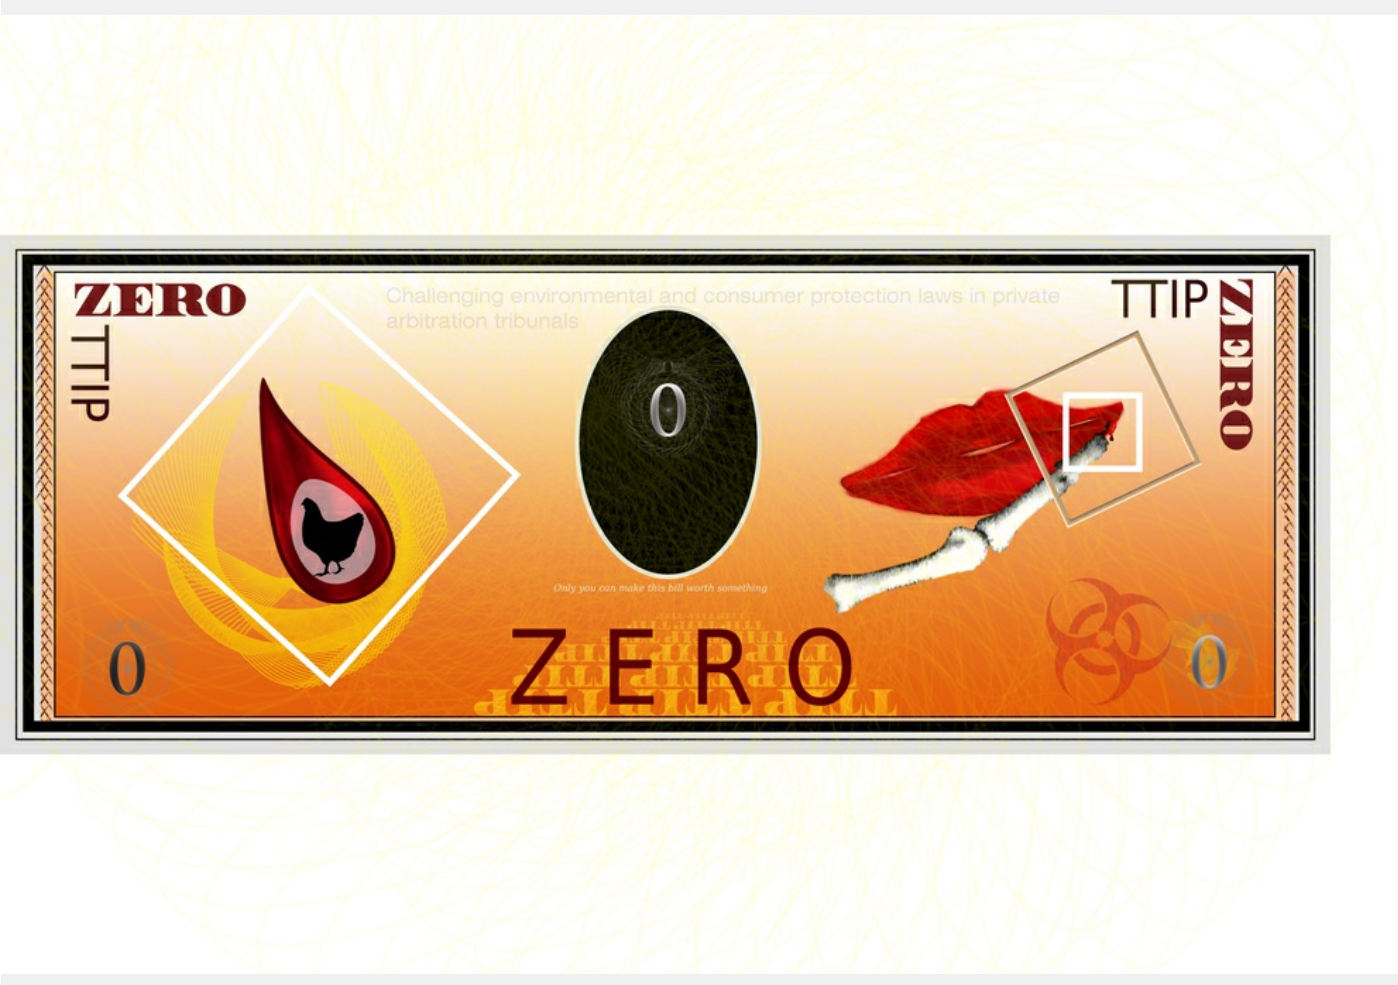 ZERO
TTIP
Challenging environmental and consumer protection laws in private
arbitration tribunals
TTIP
ZERO
0
Only you can make this bill worth something
ZERO
0
0